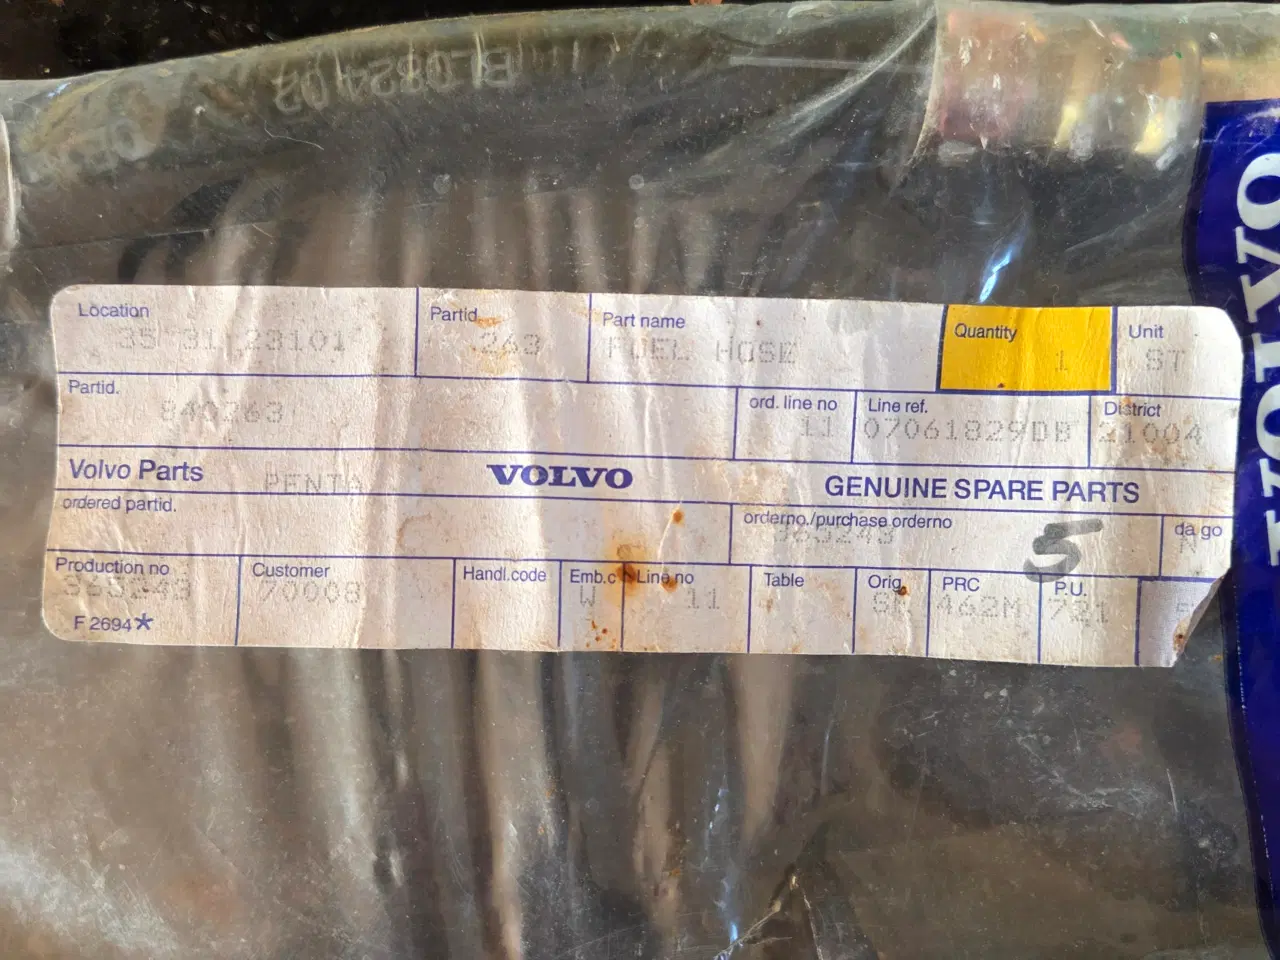 BL082402
VOLVO
Location Partid. Part name Quantity Unit
35 31-23101 263 FUEL HOSE 1 ST
Partid. ord. line no Line ref. District
840263 11 07061829DB 21004
Volvo Parts PENTA VOLVO GENUINE SPARE PARTS
ordered partid. orderno./purchase orderno 5 da go
365243 N
Production no Customer Handl.code Emb.c Line no Table Orig. PRC P.U.
365243 70008 W 11 462M 721
F 2694*